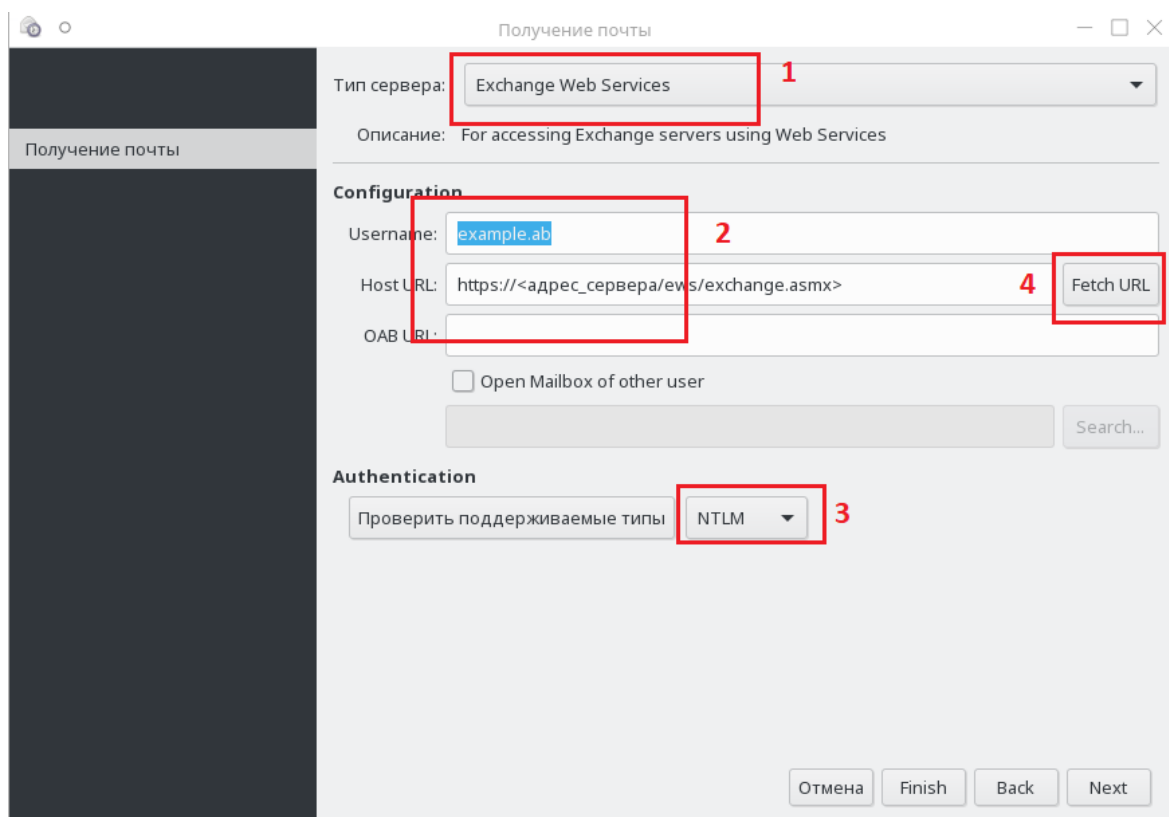 Получение почты
Тип сервера: Exchange Web Services 1
Описание: For accessing Exchange servers using Web Services
Получение почты
Configuration
Username: example.ab 2
Host URL: https://<адрес_сервера/ews/exchange.asmx> 4 Fetch URL
OAB URL:
Open Mailbox of other user
Search...
Authentication
Проверить поддерживаемые типы NTLM 3
Отмена Finish Back Next